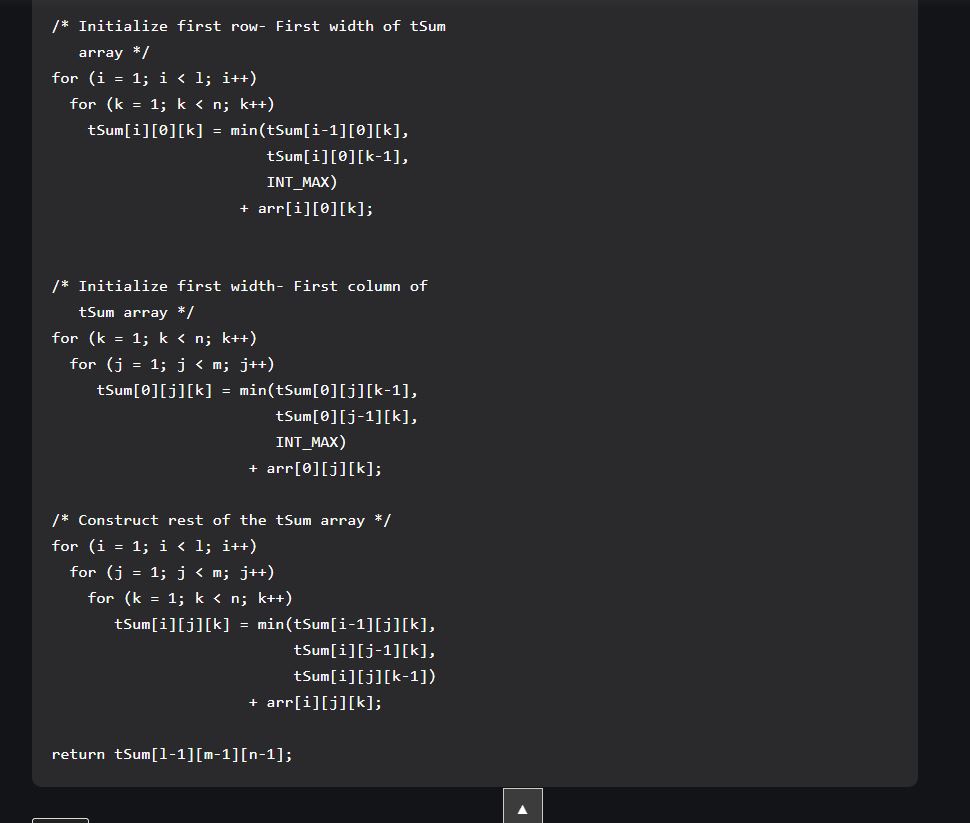 /* Initialize first row- First width of tSum
   array */
for (i = 1; i < l; i++)
  for (k = 1; k < n; k++)
    tSum[i][0][k] = min(tSum[i-1][0][k],
                        tSum[i][0][k-1],
                        INT_MAX)
                     + arr[i][0][k];
/* Initialize first width- First column of
   tSum array */
for (k = 1; k < n; k++)
  for (j = 1; j < m; j++)
     tSum[0][j][k] = min(tSum[0][j][k-1],
                         tSum[0][j-1][k],
                         INT_MAX)
                      + arr[0][j][k];
/* Construct rest of the tSum array */
for (i = 1; i < l; i++)
  for (j = 1; j < m; j++)
    for (k = 1; k < n; k++)
       tSum[i][j][k] = min(tSum[i-1][j][k],
                           tSum[i][j-1][k],
                           tSum[i][j][k-1])
                      + arr[i][j][k];
return tSum[l-1][m-1][n-1];